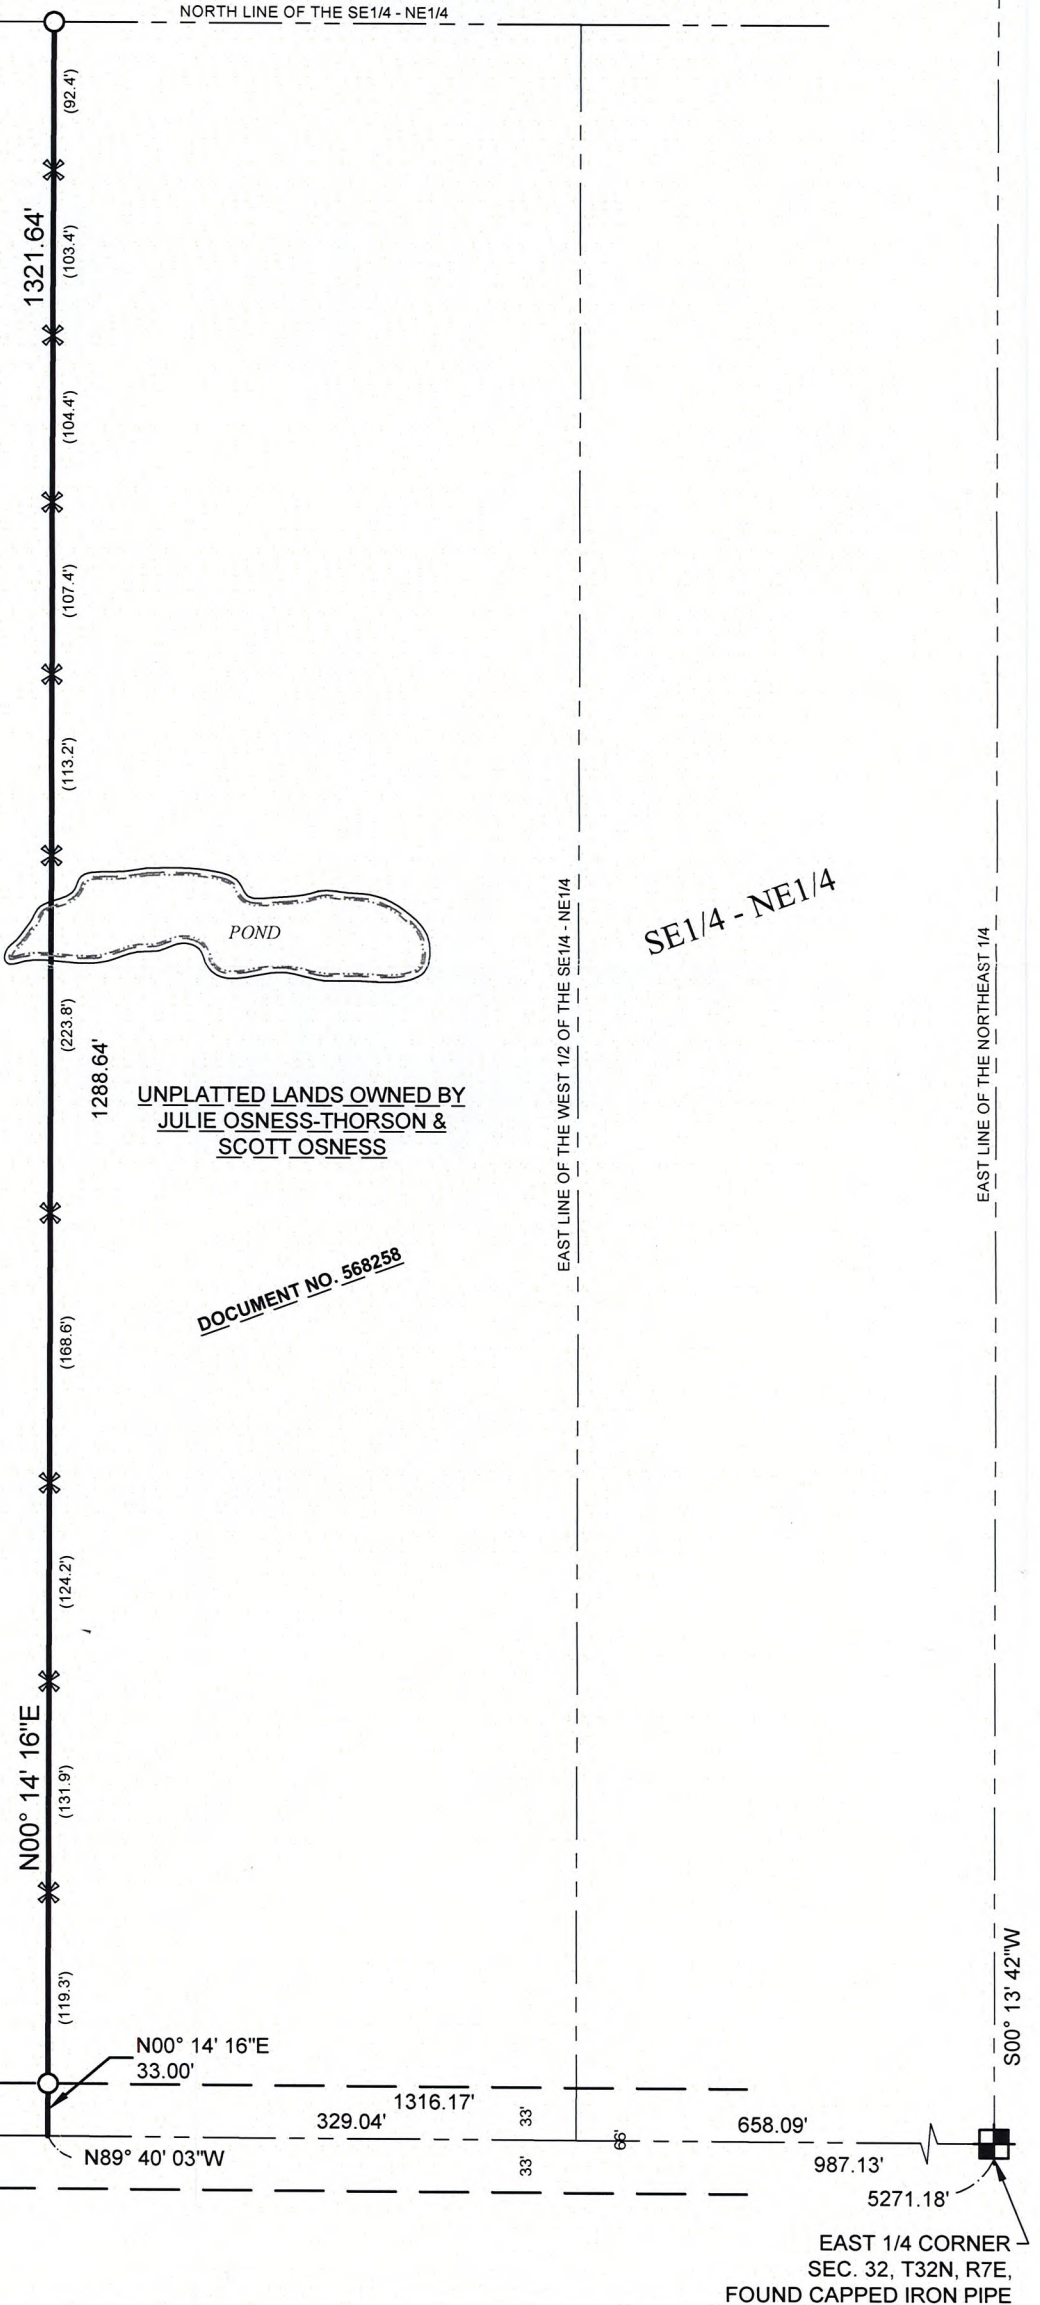 NORTH LINE OF THE SE1/4 - NE1/4
(92.4')
1321.64'
(103.4')
(104.4')
(107.4')
(113.2')
POND
SE1/4 - NE1/4
EAST LINE OF THE WEST 1/2 OF THE SE1/4 - NE1/4
EAST LINE OF THE NORTHEAST 1/4
(223.8')
1288.64'
UNPLATTED LANDS OWNED BY
JULIE OSNESS-THORSON &
SCOTT OSNESS
DOCUMENT NO. 568258
(168.6')
(124.2')
N00° 14' 16"E
(131.9')
(119.3')
S00° 13' 42"W
N00° 14' 16"E
33.00'
1316.17'
329.04'
33'
66'
658.09'
N89° 40' 03"W
33'
987.13'
5271.18'
EAST 1/4 CORNER
SEC. 32, T32N, R7E,
FOUND CAPPED IRON PIPE